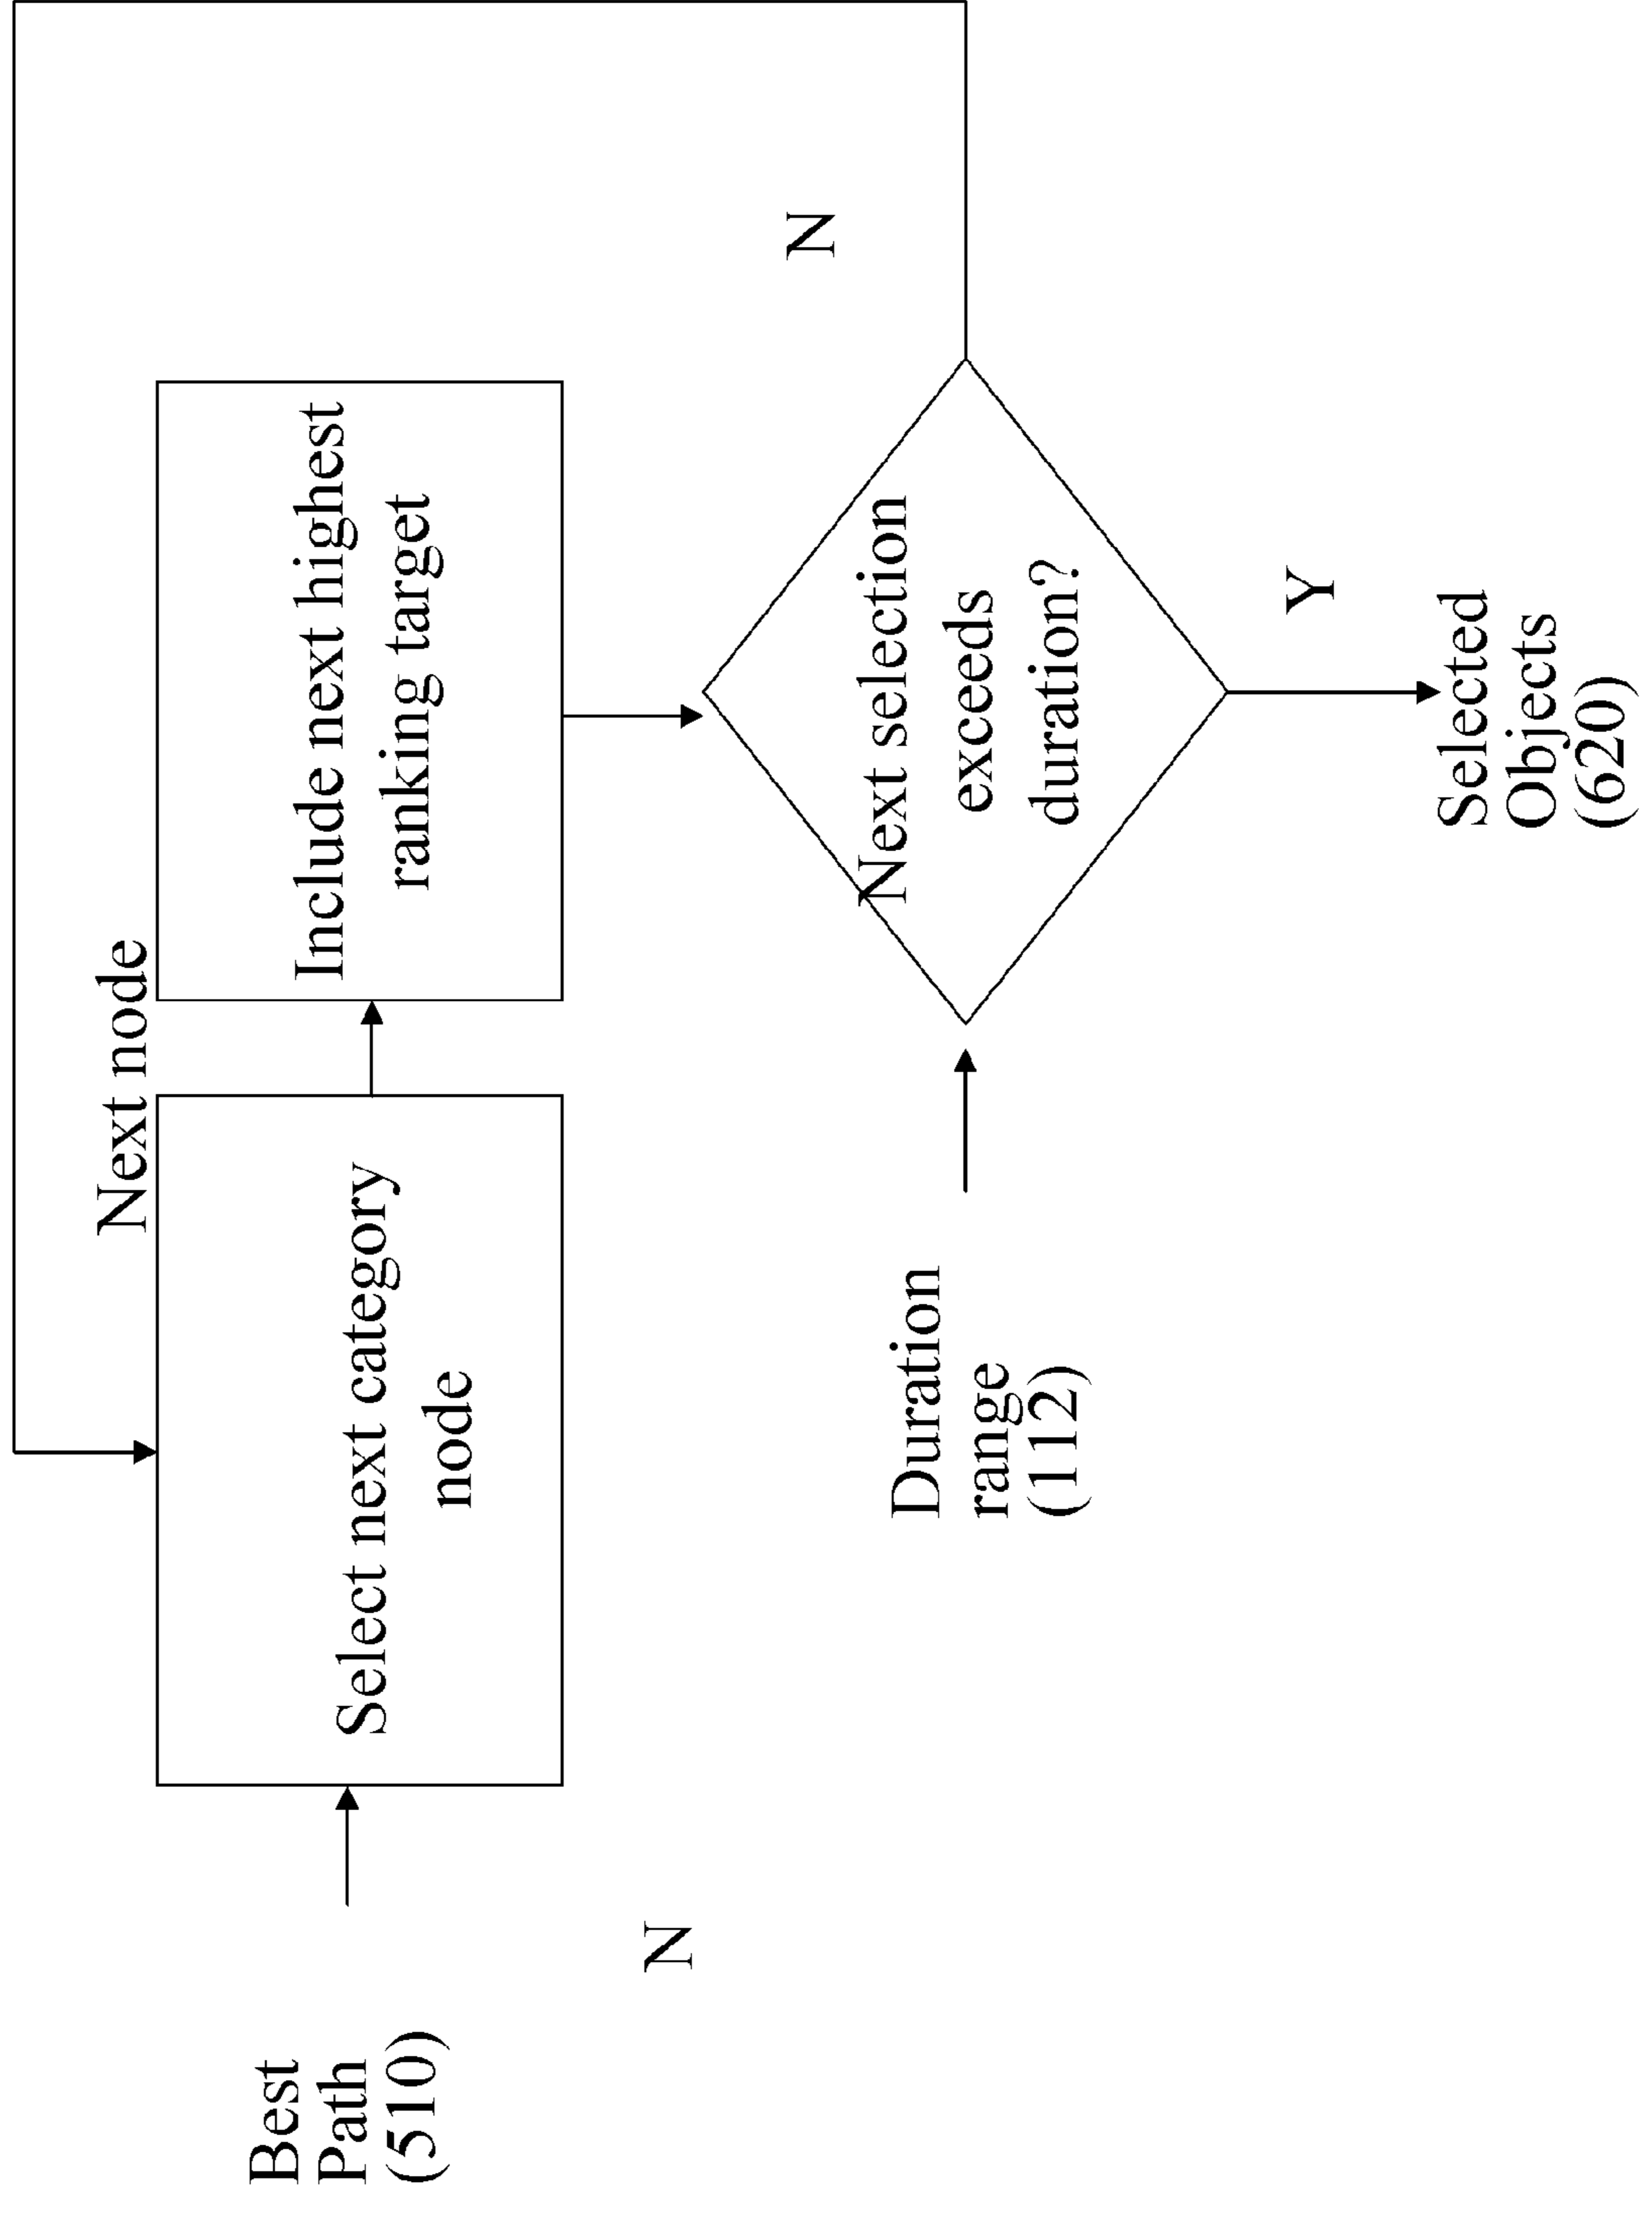 Next node
Best
Path
(510)
Select next category
node
Include next highest
ranking target
N
N
Duration
range
(112)
Next selection
exceeds
duration?
Y
Selected
Objects
(620)